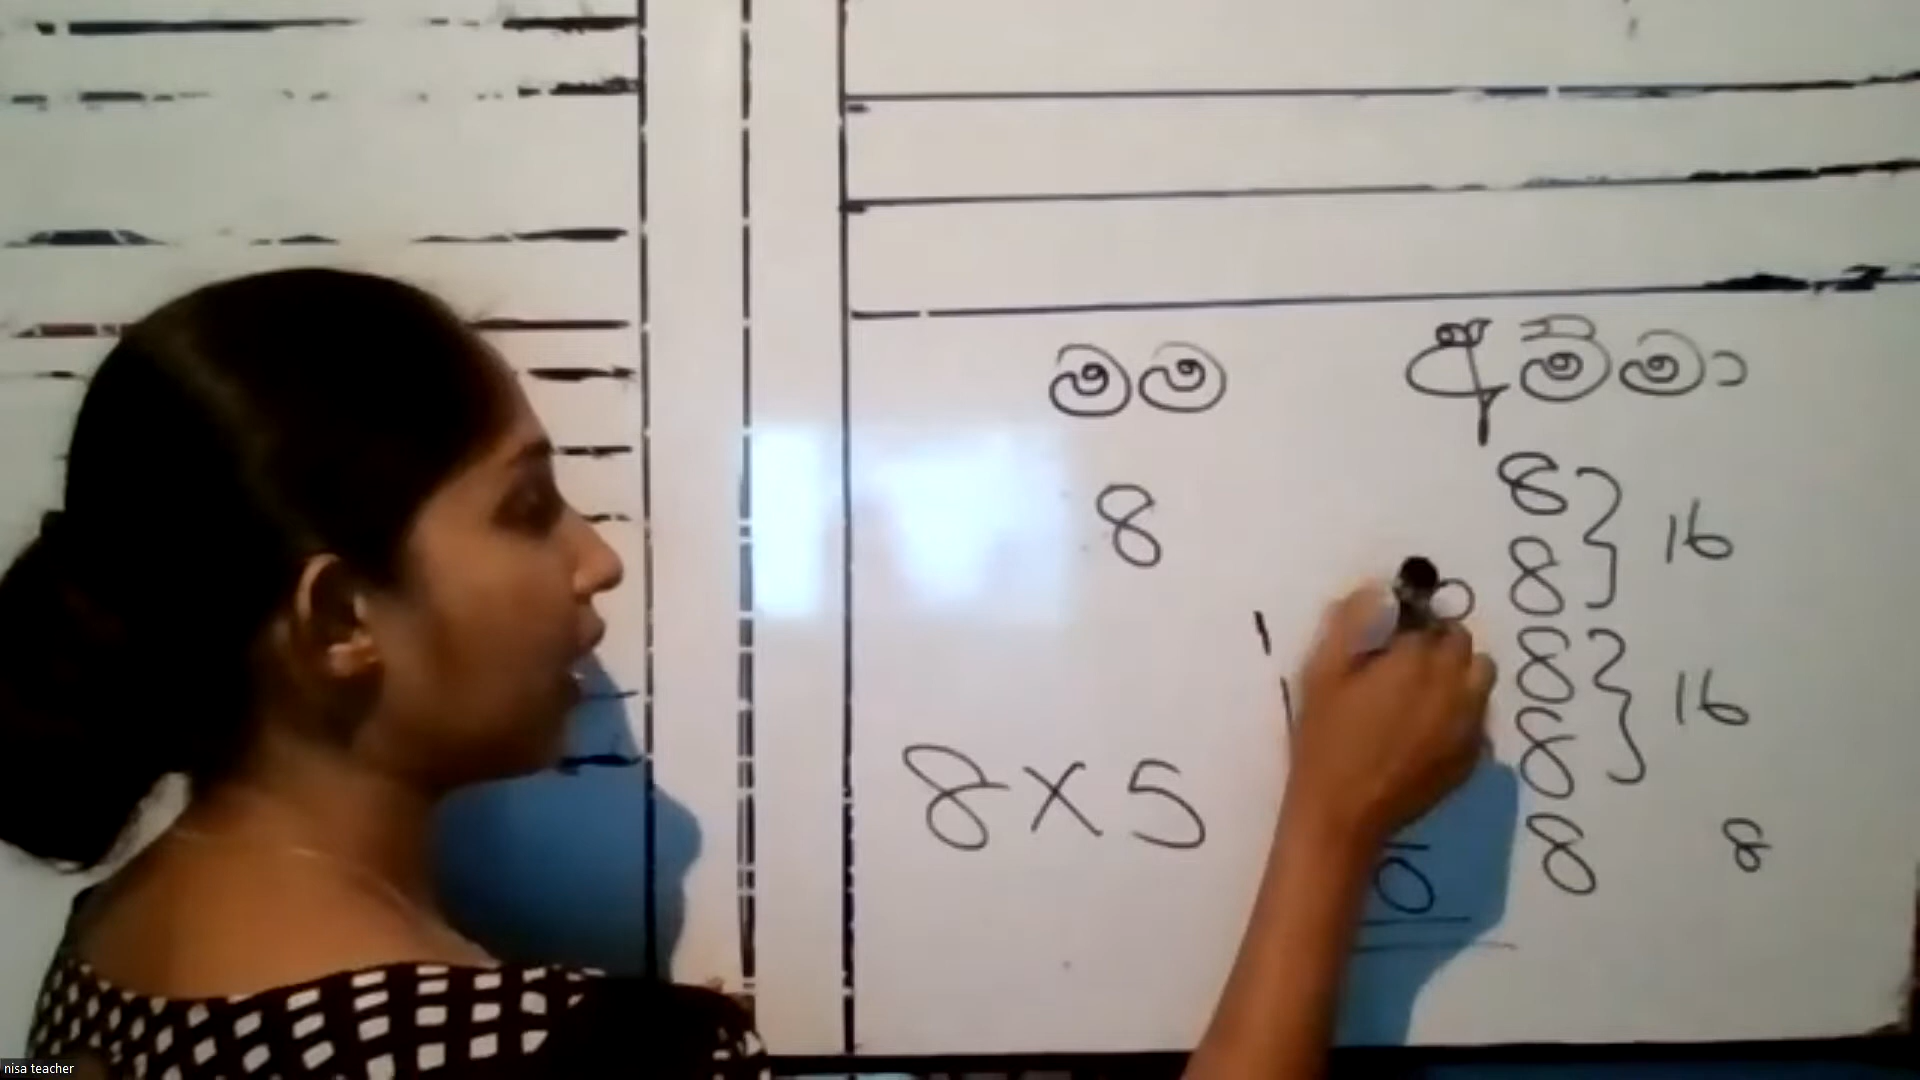 මම අම්මා
8 8 } 16
8
8 } 16
8
8 × 5
8 8
nisa teacher